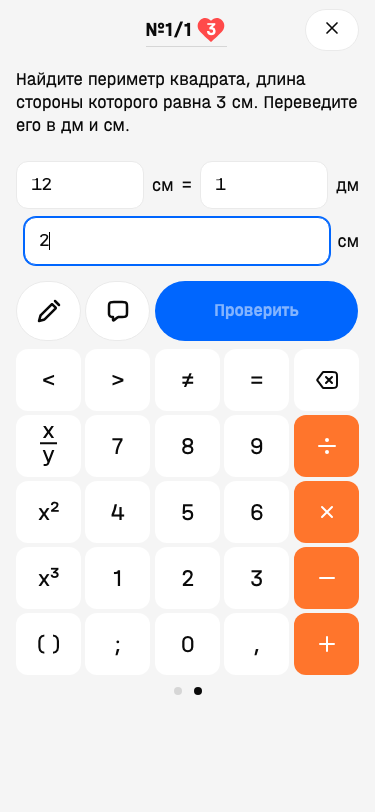 №1/1 3
Найдите периметр квадрата, длина
стороны которого равна 3 см. Переведите
его в дм и см.
12 см = 1 дм
2 см
Проверить
< > ≠ =
x/y 7 8 9 ÷
x² 4 5 6 ×
x³ 1 2 3 −
( ) ; 0 , +